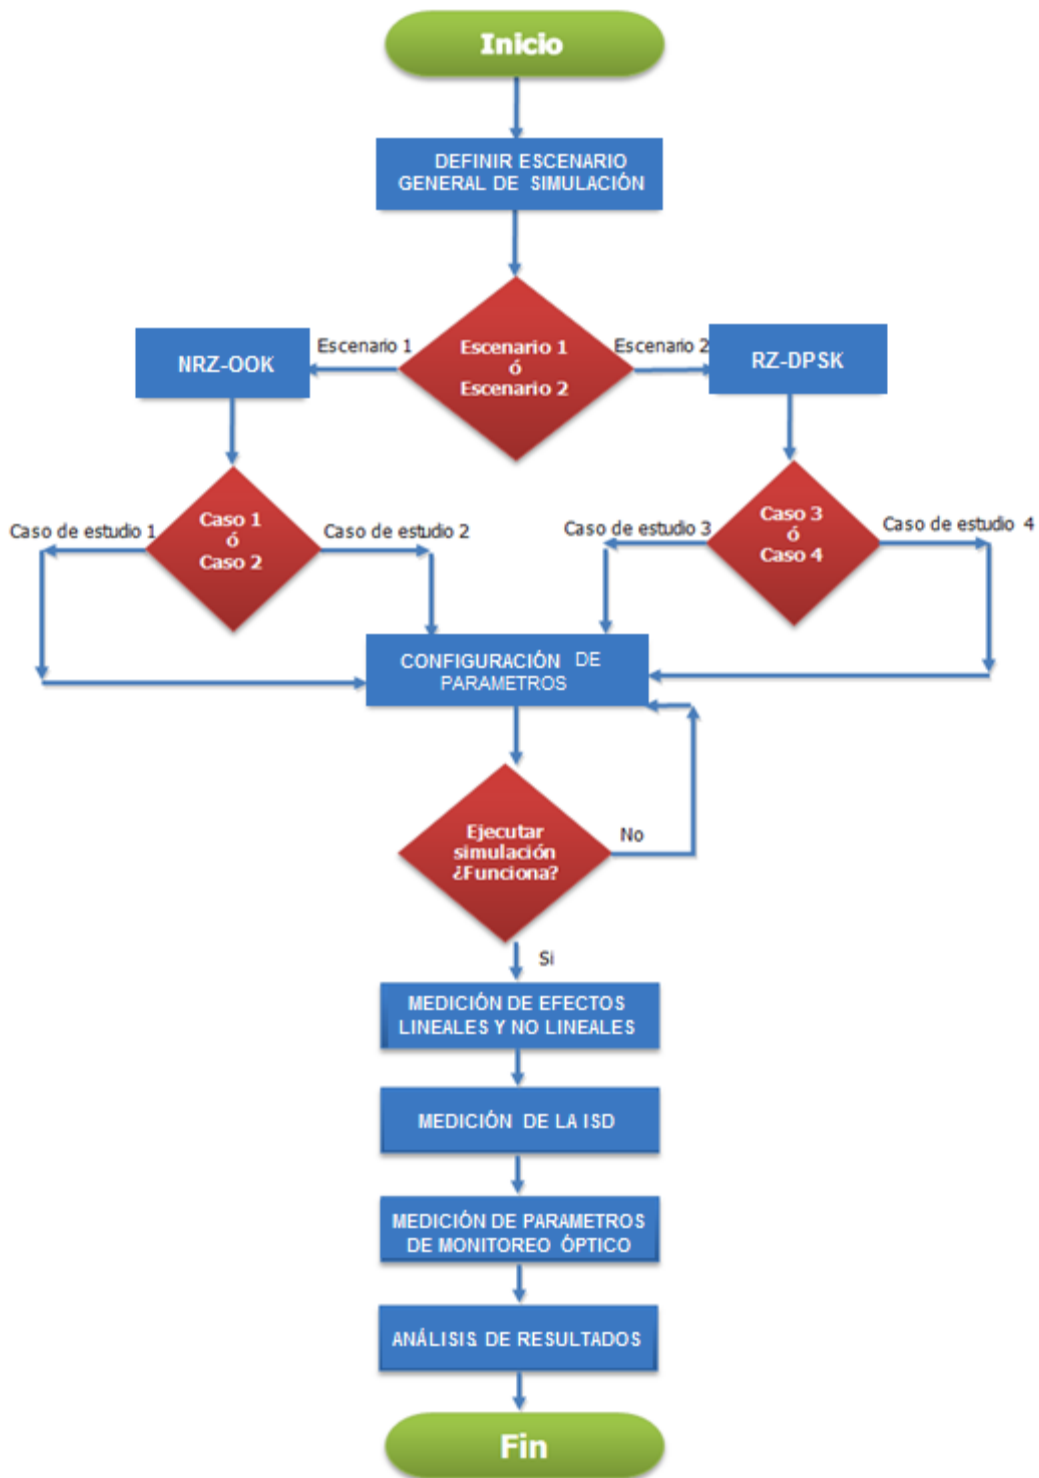 Inicio
DEFINIR ESCENARIO
GENERAL DE SIMULACIÓN
Escenario 1
ó
Escenario 2
Escenario 1
Escenario 2
NRZ-OOK
RZ-DPSK
Caso 1
ó
Caso 2
Caso de estudio 1
Caso de estudio 2
Caso 3
ó
Caso 4
Caso de estudio 3
Caso de estudio 4
CONFIGURACIÓN DE
PARAMETROS
Ejecutar
simulación
¿Funciona?
No
Si
MEDICIÓN DE EFECTOS
LINEALES Y NO LINEALES
MEDICIÓN DE LA ISD
MEDICIÓN DE PARAMETROS
DE MONITOREO ÓPTICO
ANÁLISIS DE RESULTADOS
Fin